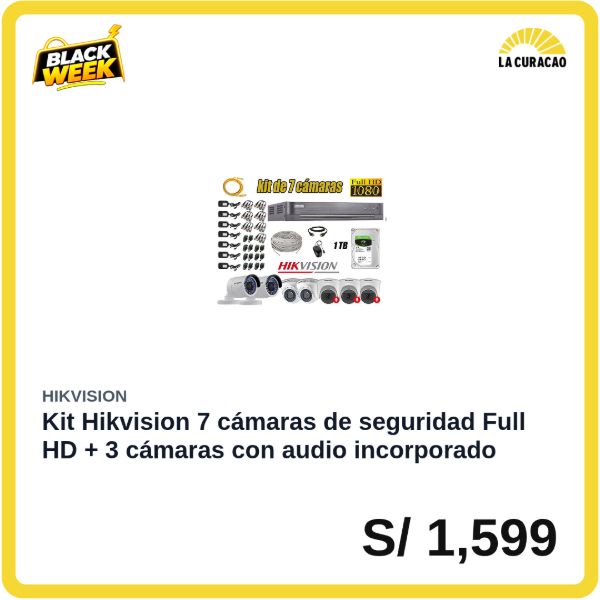 BLACK
WEEK
LA CURACAO
kit de 7 cámaras
Full HD
1080
1 TB
HIKVISION
HIKVISION
Kit Hikvision 7 cámaras de seguridad Full
HD + 3 cámaras con audio incorporado
S/ 1,599